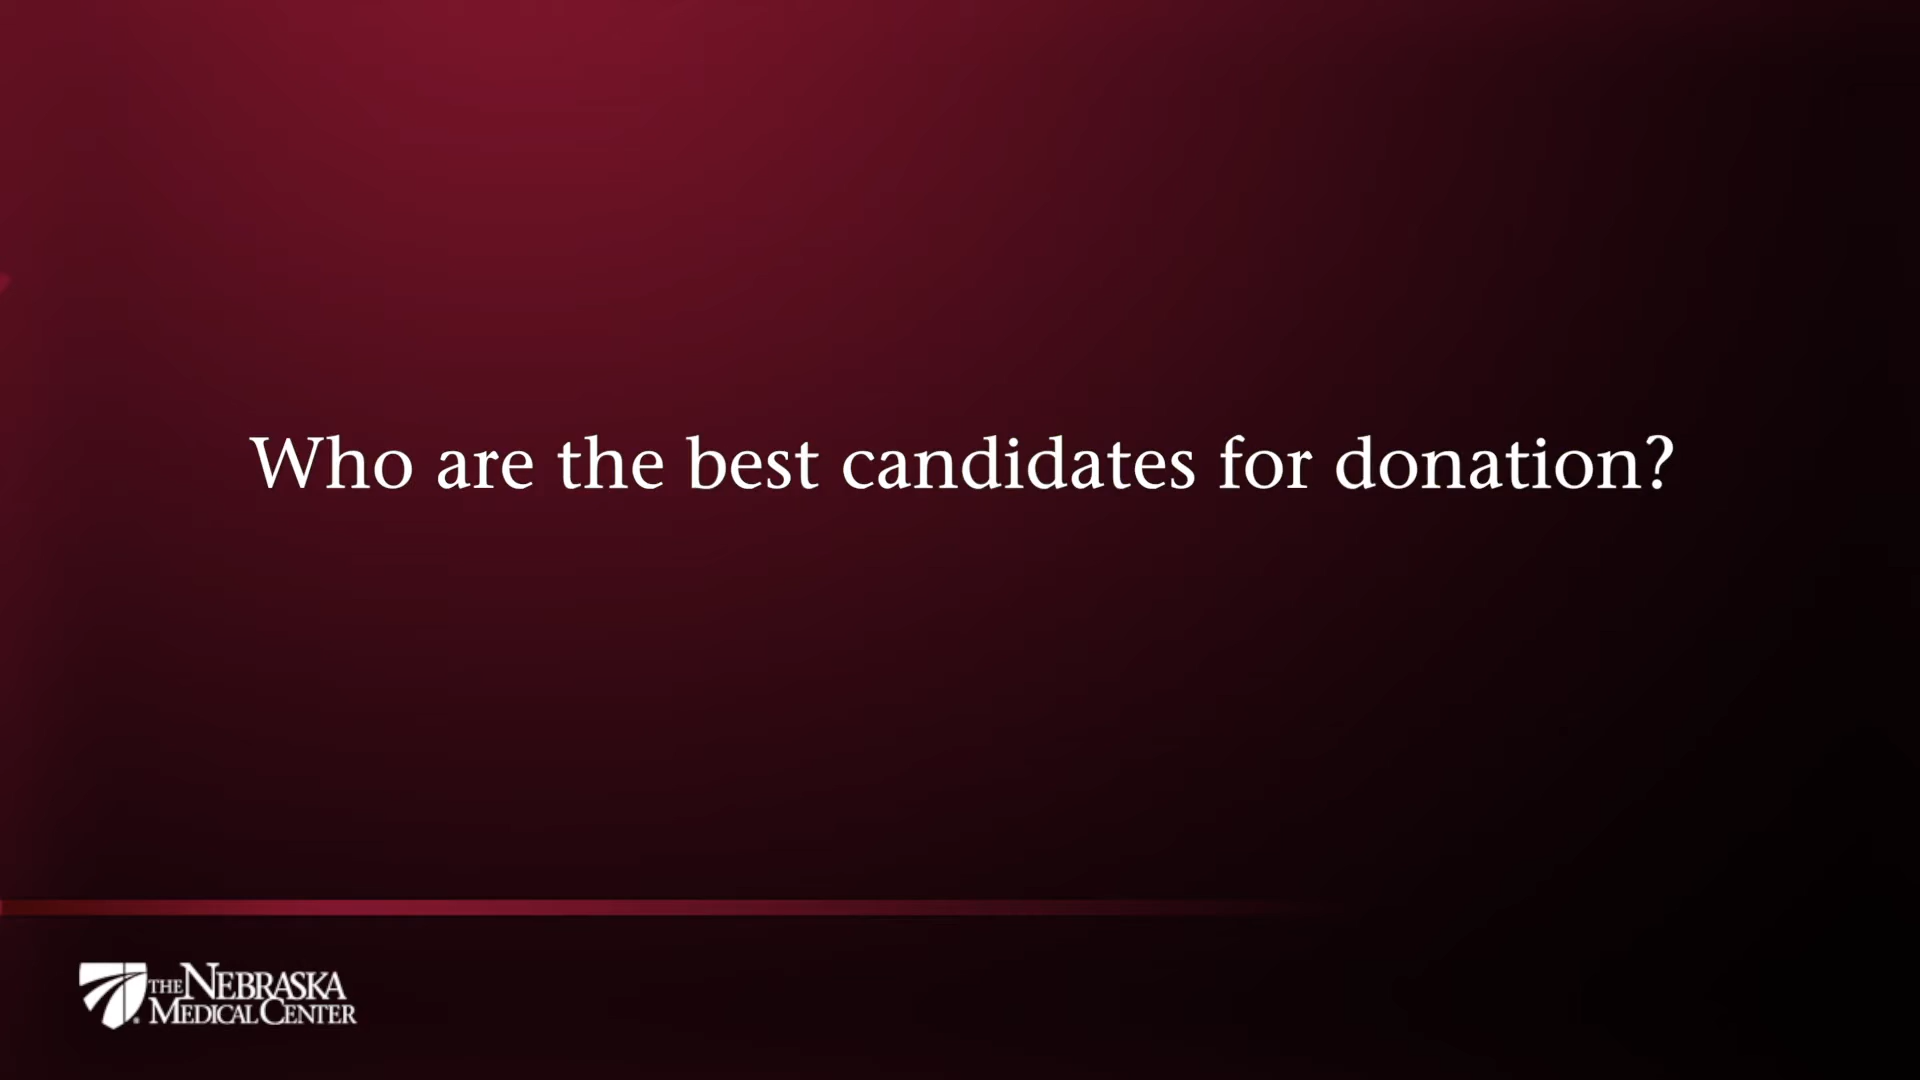 Who are the best candidates for donation?
THE NEBRASKA
MEDICAL CENTER